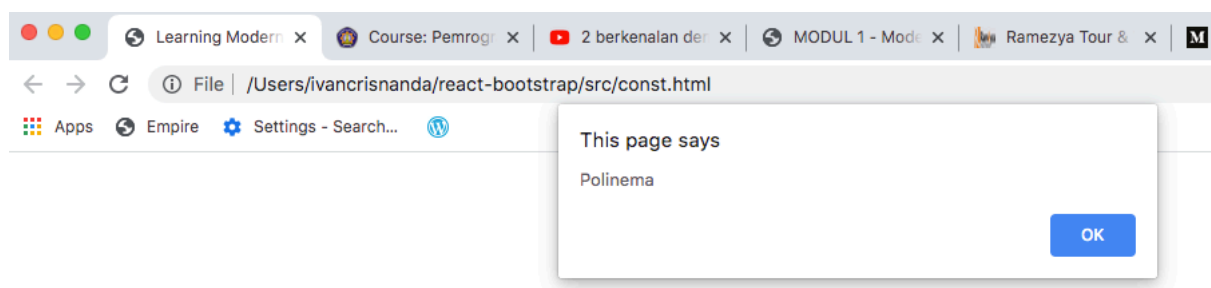 Learning Modern
Course: Pemrogr
2 berkenalan der
MODUL 1 - Mode
Ramezya Tour &
M
File | /Users/ivancrisnanda/react-bootstrap/src/const.html
Apps
Empire
Settings - Search...
This page says
Polinema
OK